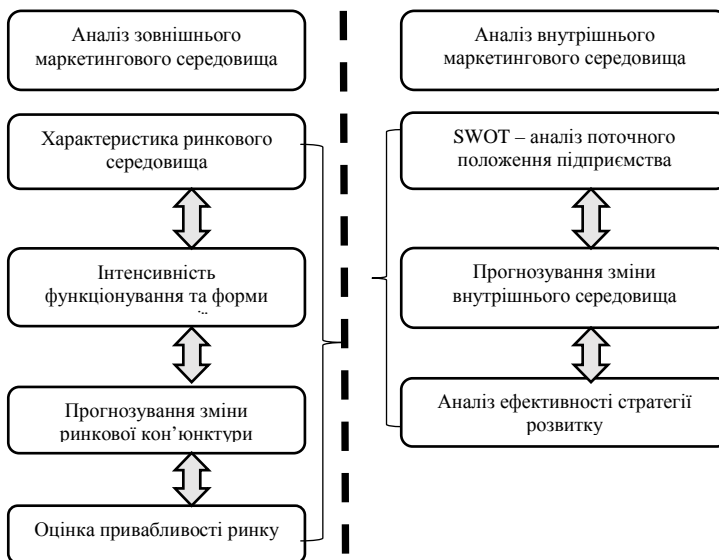 Аналіз зовнішнього
маркетингового середовища
Характеристика ринкового
середовища
Інтенсивність
функціонування та форми
Прогнозування зміни
ринкової кон’юнктури
Оцінка привабливості ринку
Аналіз внутрішнього
маркетингового середовища
SWOT – аналіз поточного
положення підприємства
Прогнозування зміни
внутрішнього середовища
Аналіз ефективності стратегії
розвитку